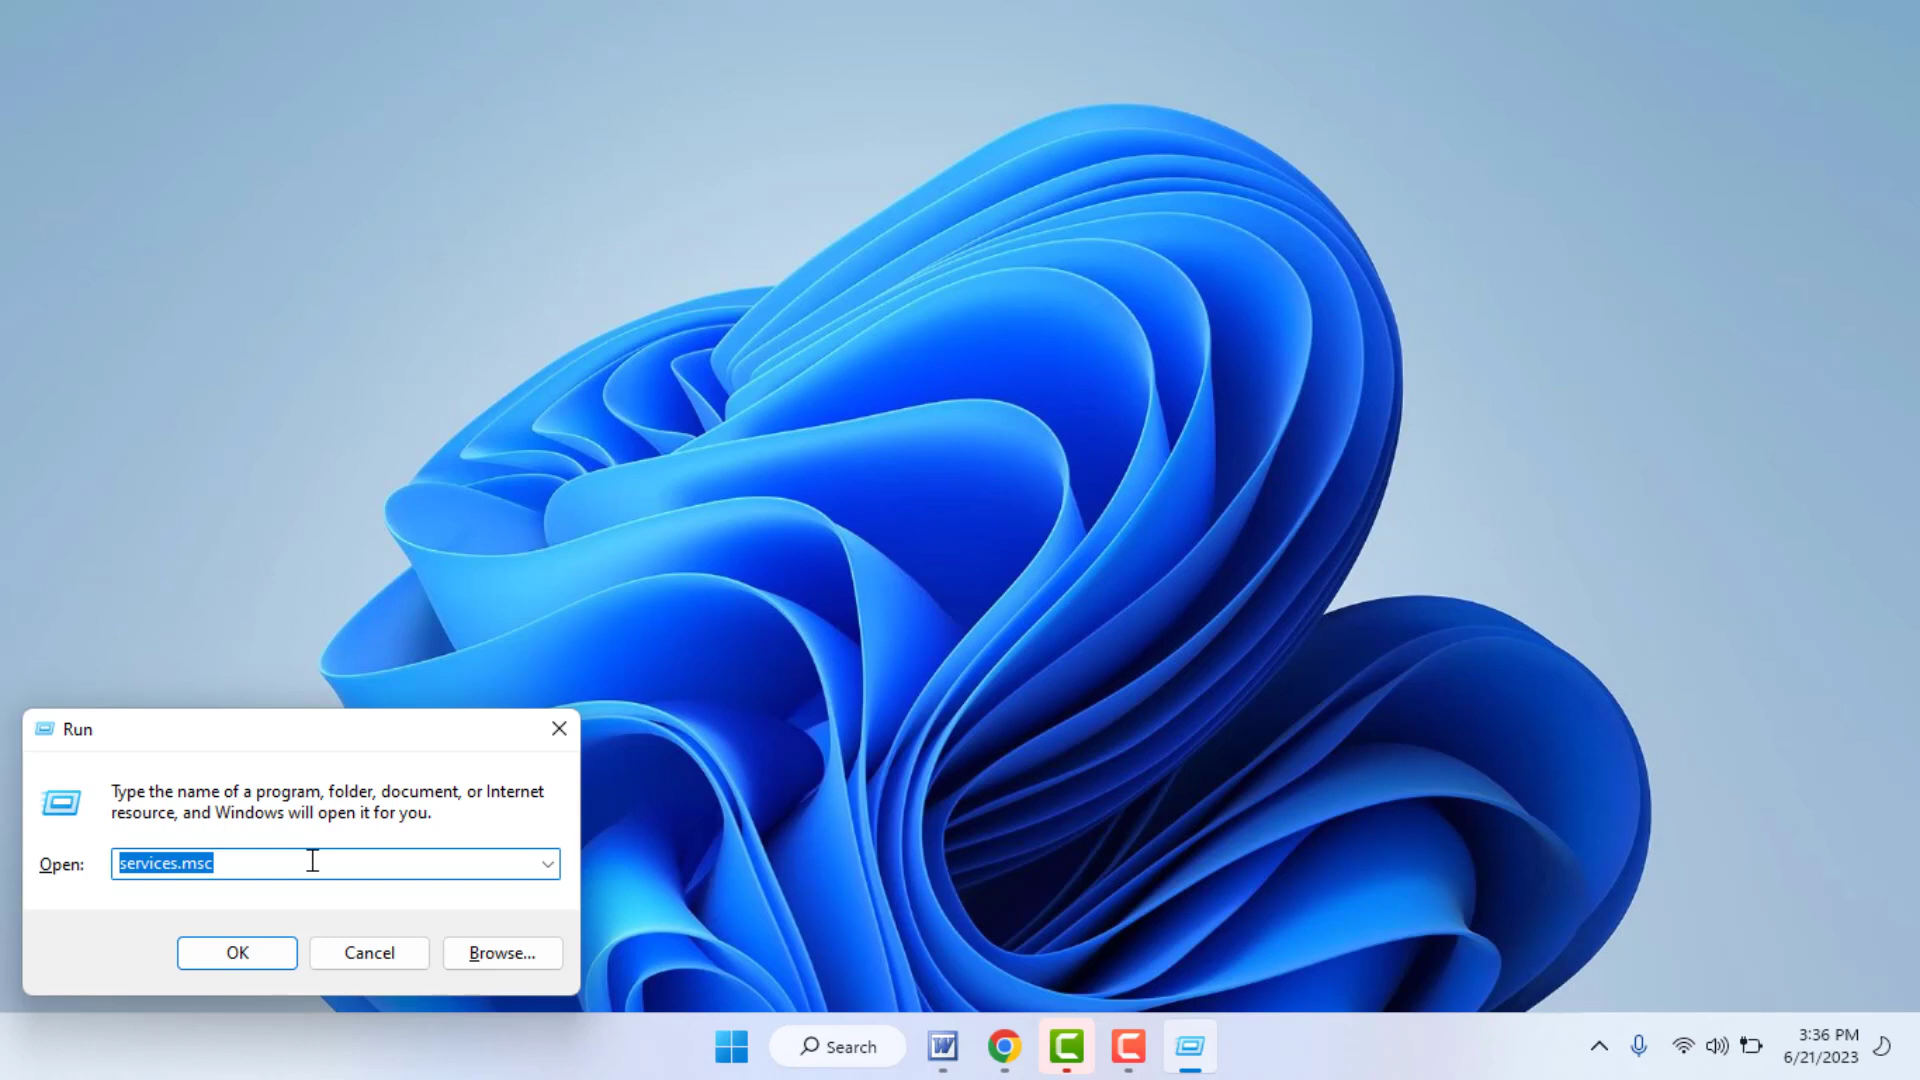 Run
Type the name of a program, folder, document, or Internet
resource, and Windows will open it for you.
Open:
services.msc
OK
Cancel
Browse...
Search
3:36 PM
6/21/2023